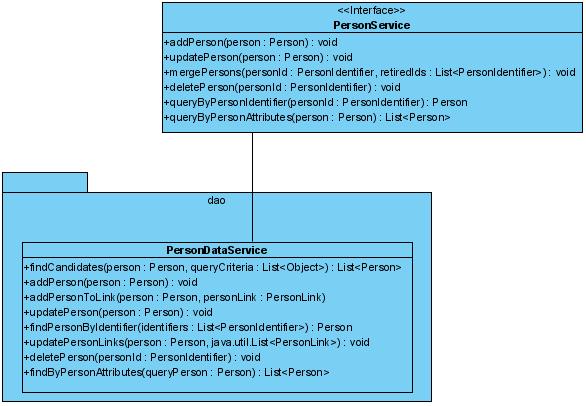 <<Interface>>
PersonService
+addPerson(person : Person) : void
+updatePerson(person : Person) : void
+mergePersons(personId : PersonIdentifier, retiredIds : List<PersonIdentifier>) : void
+deletePerson(personId : PersonIdentifier) : void
+queryByPersonIdentifier(personId : PersonIdentifier) : Person
+queryByPersonAttributes(person : Person) : List<Person>
dao
PersonDataService
+findCandidates(person : Person, queryCriteria : List<Object>) : List<Person>
+addPerson(person : Person) : void
+addPersonToLink(person : Person, personLink : PersonLink)
+updatePerson(person : Person) : void
+findPersonByIdentifier(identifiers : List<PersonIdentifier>) : Person
+updatePersonLinks(person : Person, java.util.List<PersonLink>) : void
+deletePerson(personId : PersonIdentifier) : void
+findByPersonAttributes(queryPerson : Person) : List<Person>